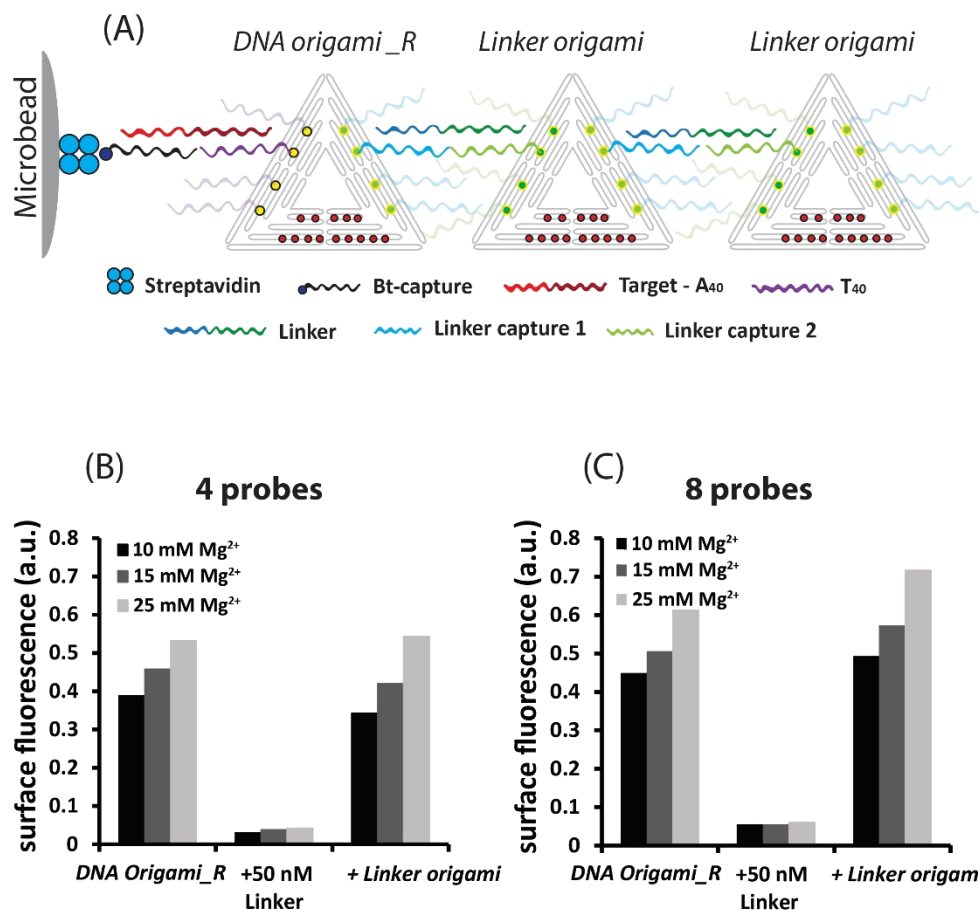 (A)
DNA origami_R
Linker origami
Linker origami
Microbead
Streptavidin
Bt-capture
Target - A40
T40
Linker
Linker capture 1
Linker capture 2
(B)
4 probes
surface fluorescence (a.u.)
0.8
0.7
0.6
0.5
0.4
0.3
0.2
0.1
0
10 mM Mg²⁺
15 mM Mg²⁺
25 mM Mg²⁺
DNA Origami_R
+50 nM
Linker
+ Linker origami
(C)
8 probes
surface fluorescence (a.u.)
0.8
0.7
0.6
0.5
0.4
0.3
0.2
0.1
0
10 mM Mg²⁺
15 mM Mg²⁺
25 mM Mg²⁺
DNA Origami_R
+50 nM
Linker
+ Linker origam